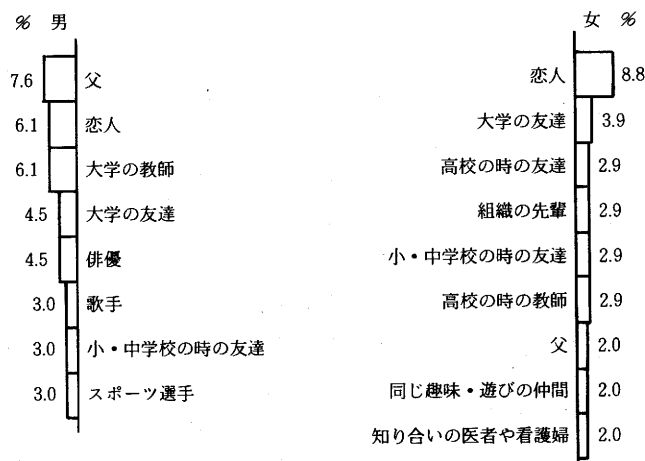 % 男
7.6 父
6.1 恋人
6.1 大学の教師
4.5 大学の友達
4.5 俳優
3.0 歌手
3.0 小・中学校の時の友達
3.0 スポーツ選手
女 %
恋人 8.8
大学の友達 3.9
高校の時の友達 2.9
組織の先輩 2.9
小・中学校の時の友達 2.9
高校の時の教師 2.9
父 2.0
同じ趣味・遊びの仲間 2.0
知り合いの医者や看護婦 2.0